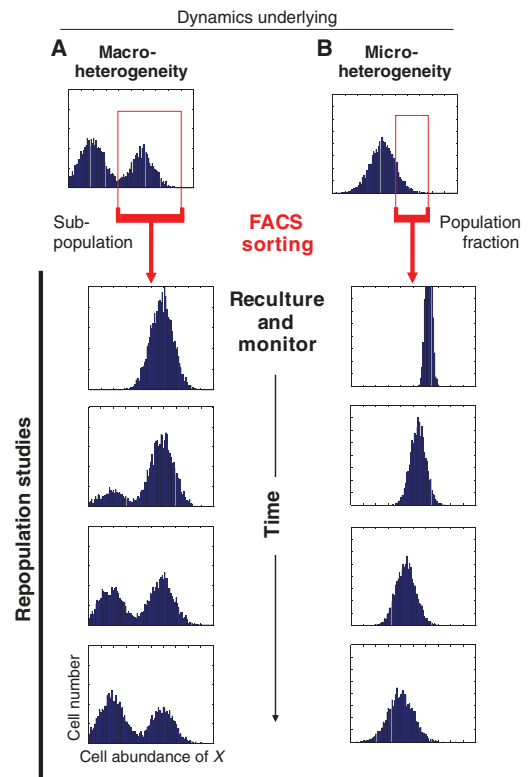 Dynamics underlying
A
Macro-
heterogeneity
B
Micro-
heterogeneity
Sub-
population
FACS
sorting
Population
fraction
Reculture
and
monitor
Repopulation studies
Time
Cell number
Cell abundance of X